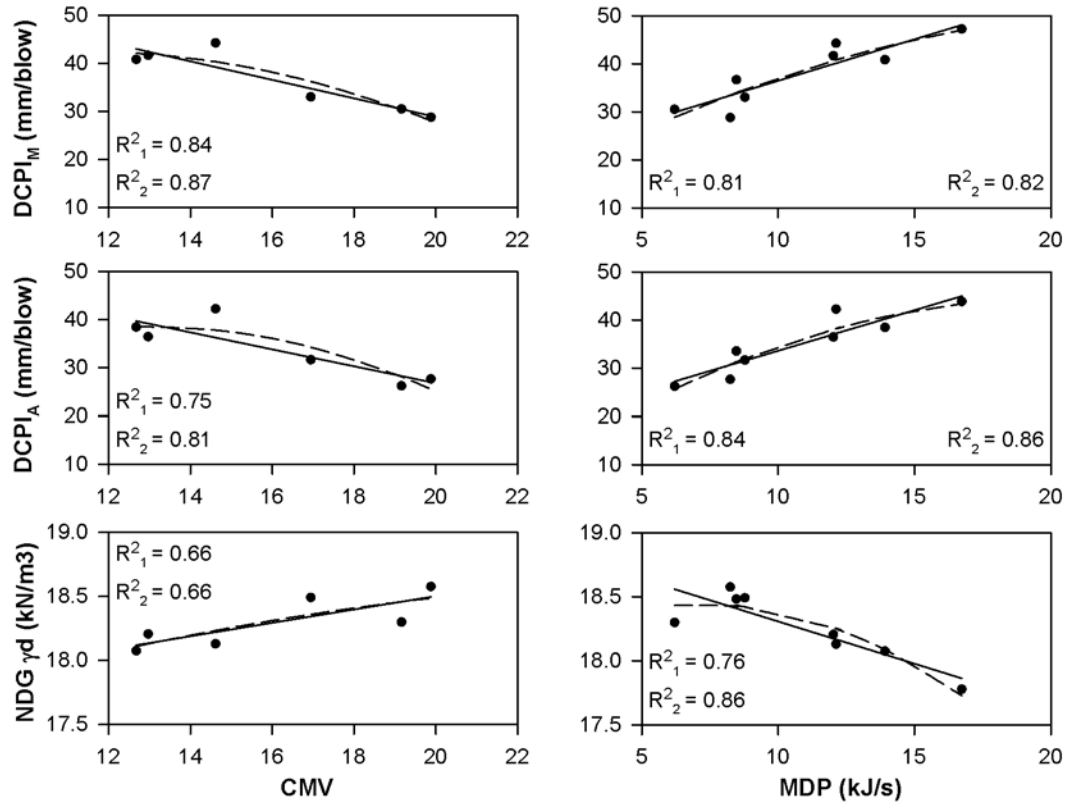 DCPI_M (mm/blow)
50
40
30
20
10
R²₁ = 0.84
R²₂ = 0.87
12 14 16 18 20 22
50
40
30
20
10
R²₁ = 0.81 R²₂ = 0.82
5 10 15 20
DCPI_A (mm/blow)
50
40
30
20
10
R²₁ = 0.75
R²₂ = 0.81
12 14 16 18 20 22
50
40
30
20
10
R²₁ = 0.84 R²₂ = 0.86
5 10 15 20
NDG γd (kN/m3)
19.0
18.5
18.0
17.5
R²₁ = 0.66
R²₂ = 0.66
12 14 16 18 20 22
CMV
19.0
18.5
18.0
17.5
R²₁ = 0.76
R²₂ = 0.86
5 10 15 20
MDP (kJ/s)